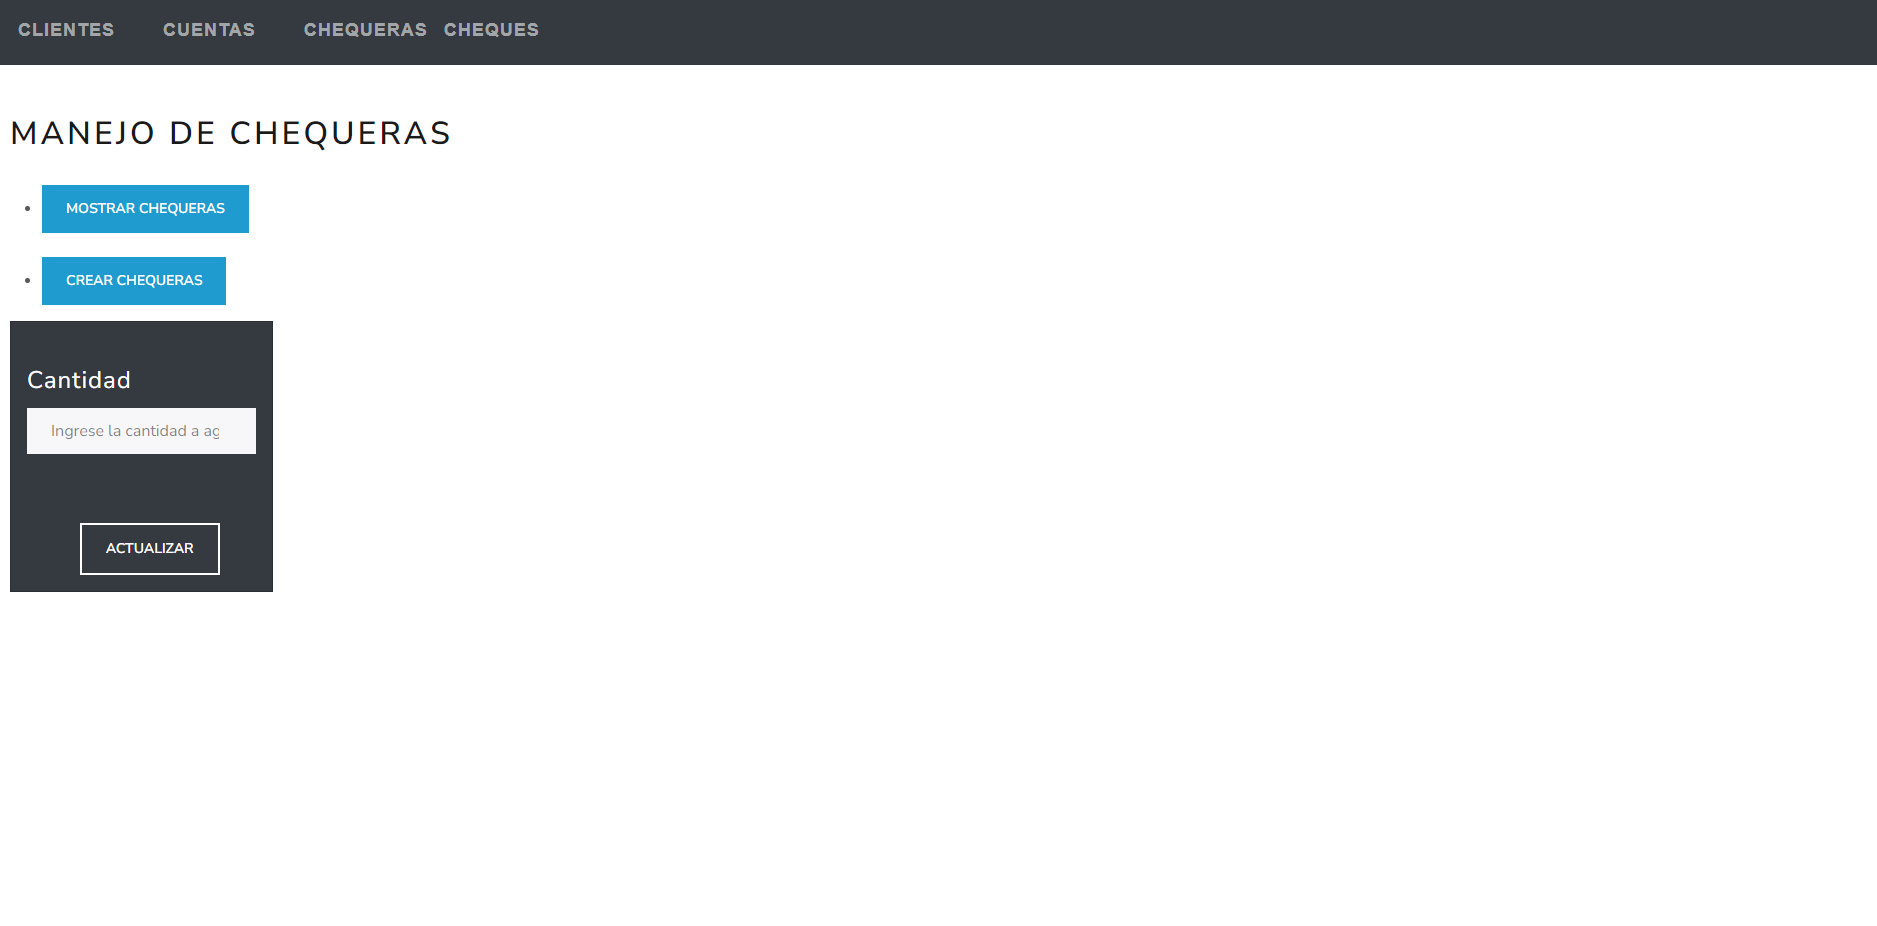 CLIENTES CUENTAS CHEQUERAS CHEQUES
MANEJO DE CHEQUERAS
MOSTRAR CHEQUERAS
CREAR CHEQUERAS
Cantidad
Ingrese la cantidad a ag
ACTUALIZAR